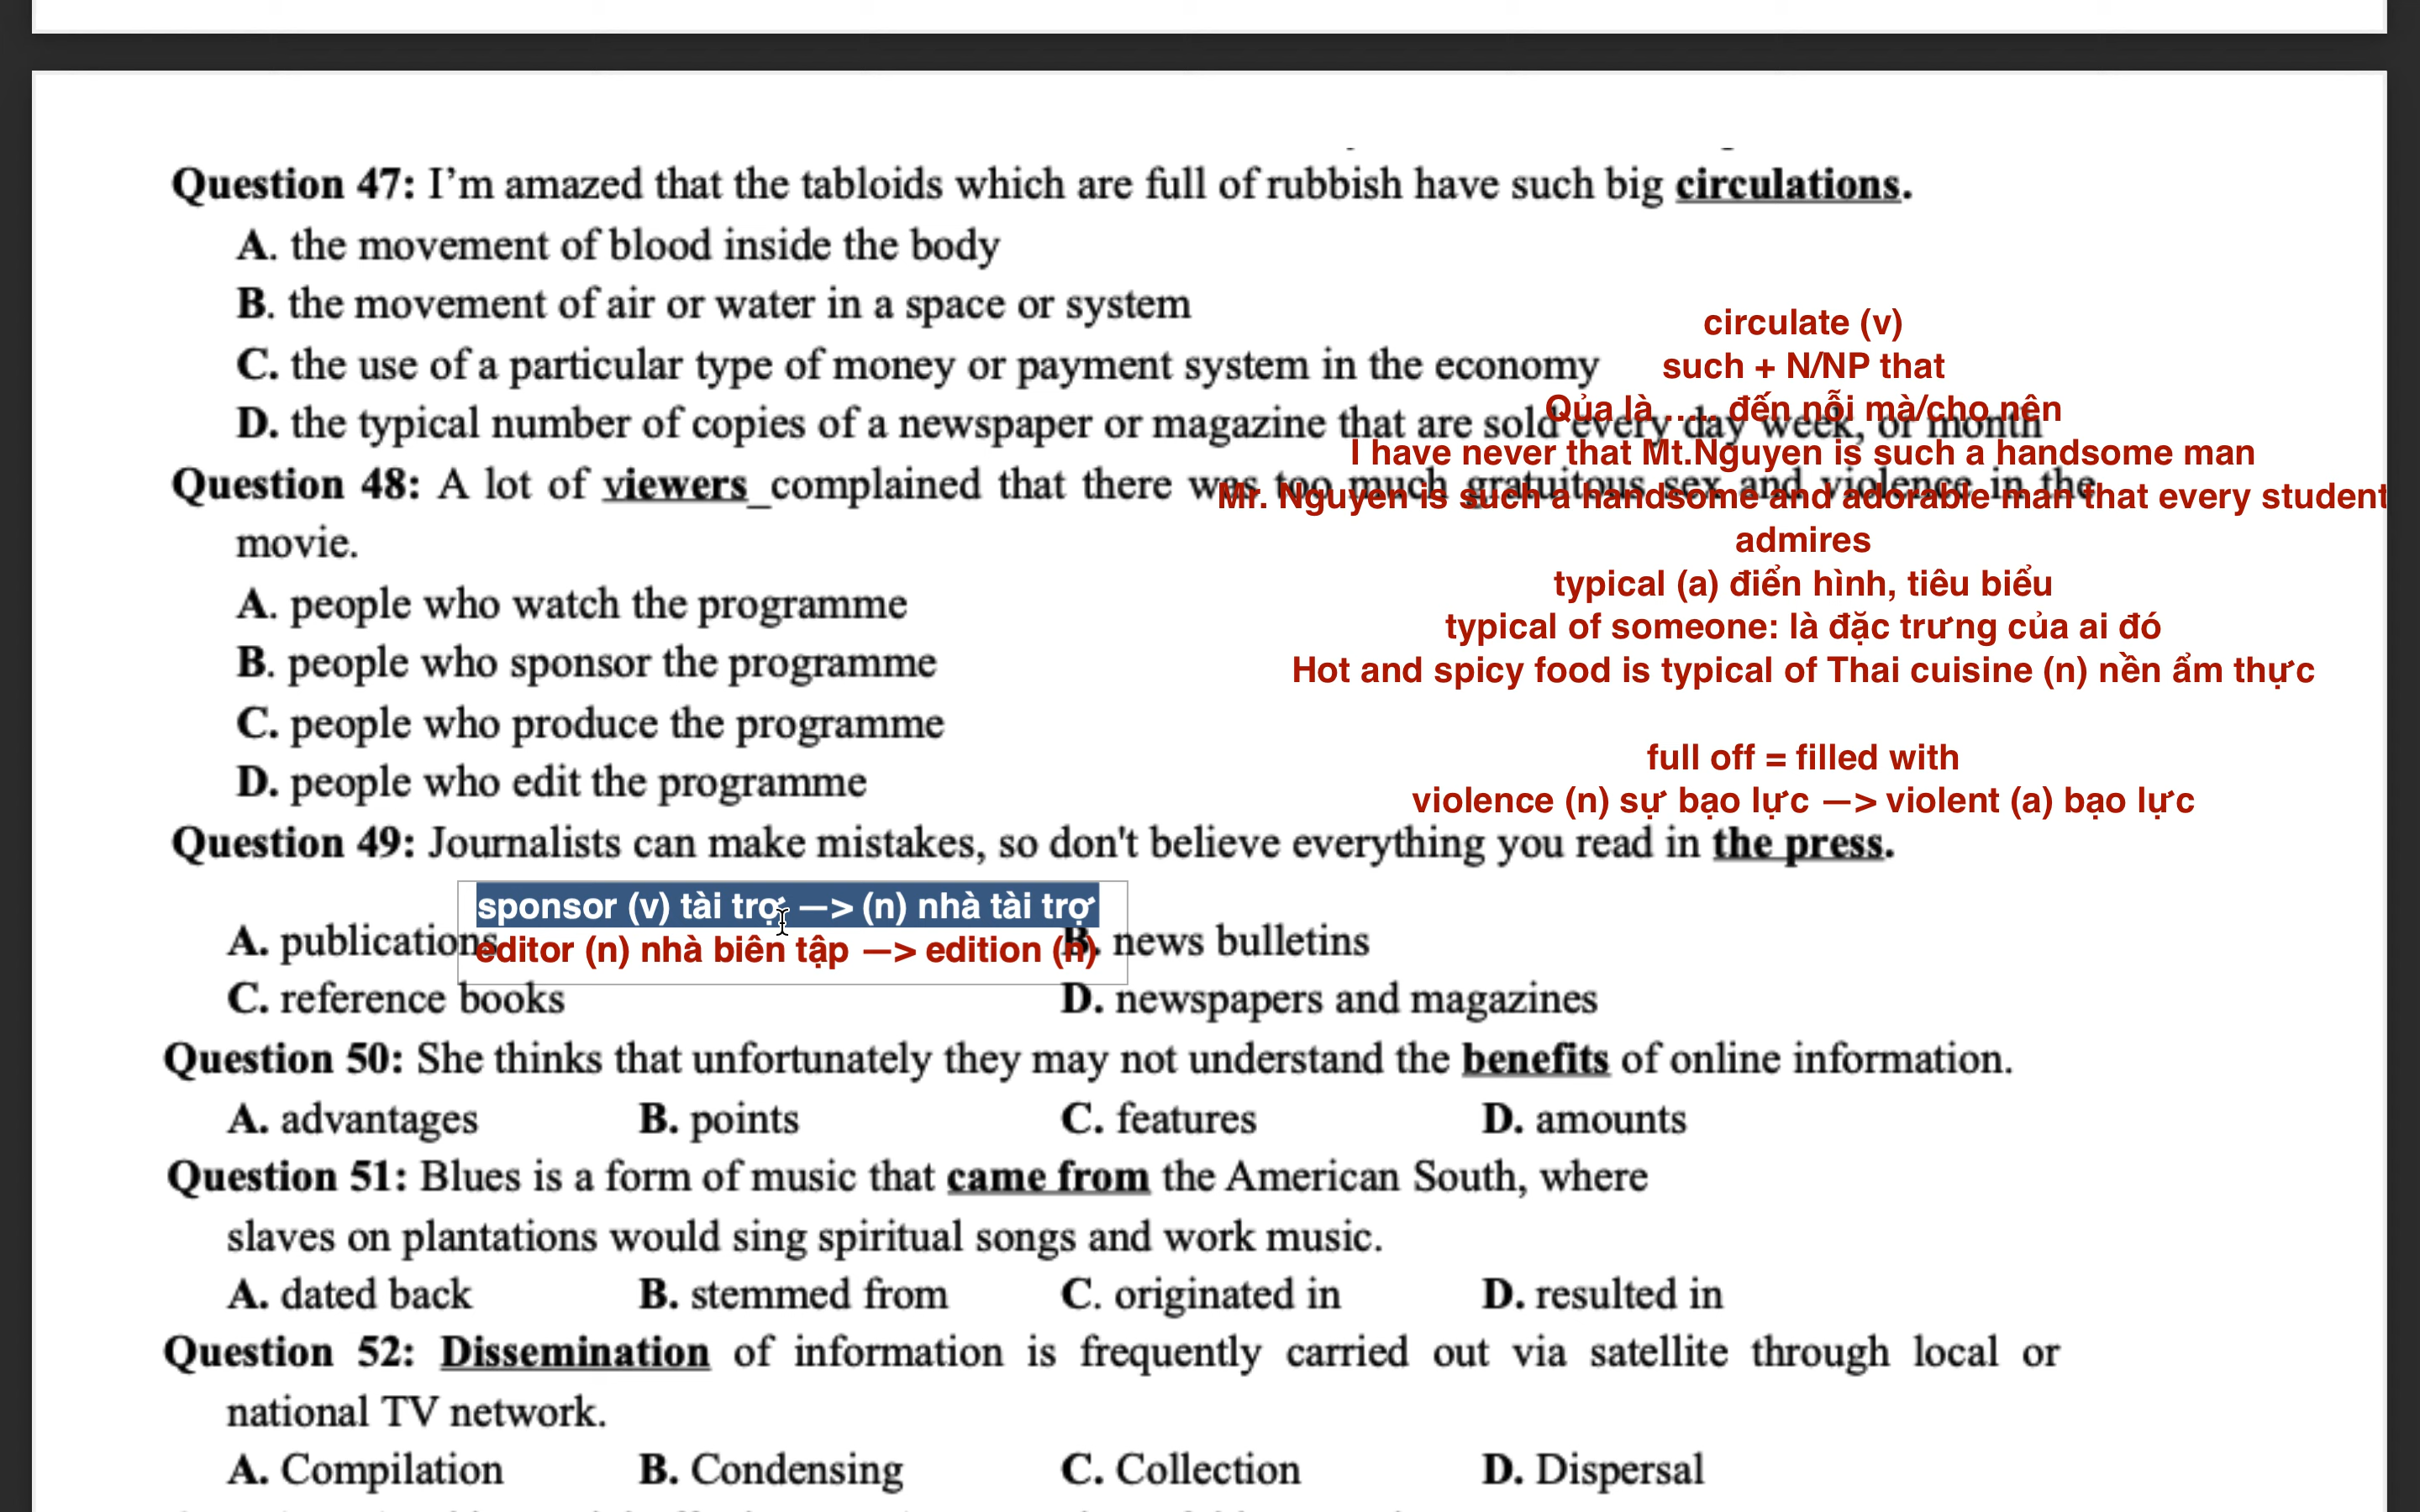 Question 47: I'm amazed that the tabloids which are full of rubbish have such big circulations.
A. the movement of blood inside the body
B. the movement of air or water in a space or system
C. the use of a particular type of money or payment system in the economy
D. the typical number of copies of a newspaper or magazine that are sold every day week, or month
Question 48: A lot of viewers_complained that there was too much gratuitous sex and violence in the
movie.
A. people who watch the programme
B. people who sponsor the programme
C. people who produce the programme
D. people who edit the programme
circulate (v)
such + N/NP that
Qủa là ..... đến nỗi mà/cho nên
I have never that Mt.Nguyen is such a handsome man
Mr. Nguyen is such a handsome and adorable man that every student
admires
typical (a) điển hình, tiêu biểu
typical of someone: là đặc trưng của ai đó
Hot and spicy food is typical of Thai cuisine (n) nền ẩm thực
full off = filled with
violence (n) sự bạo lực —> violent (a) bạo lực
Question 49: Journalists can make mistakes, so don't believe everything you read in the press.
sponsor (v) tài trợ —> (n) nhà tài trợ
editor (n) nhà biên tập —> edition (n)
A. publications B. news bulletins
C. reference books D. newspapers and magazines
Question 50: She thinks that unfortunately they may not understand the benefits of online information.
A. advantages B. points C. features D. amounts
Question 51: Blues is a form of music that came from the American South, where
slaves on plantations would sing spiritual songs and work music.
A. dated back B. stemmed from C. originated in D. resulted in
Question 52: Dissemination of information is frequently carried out via satellite through local or
national TV network.
A. Compilation B. Condensing C. Collection D. Dispersal